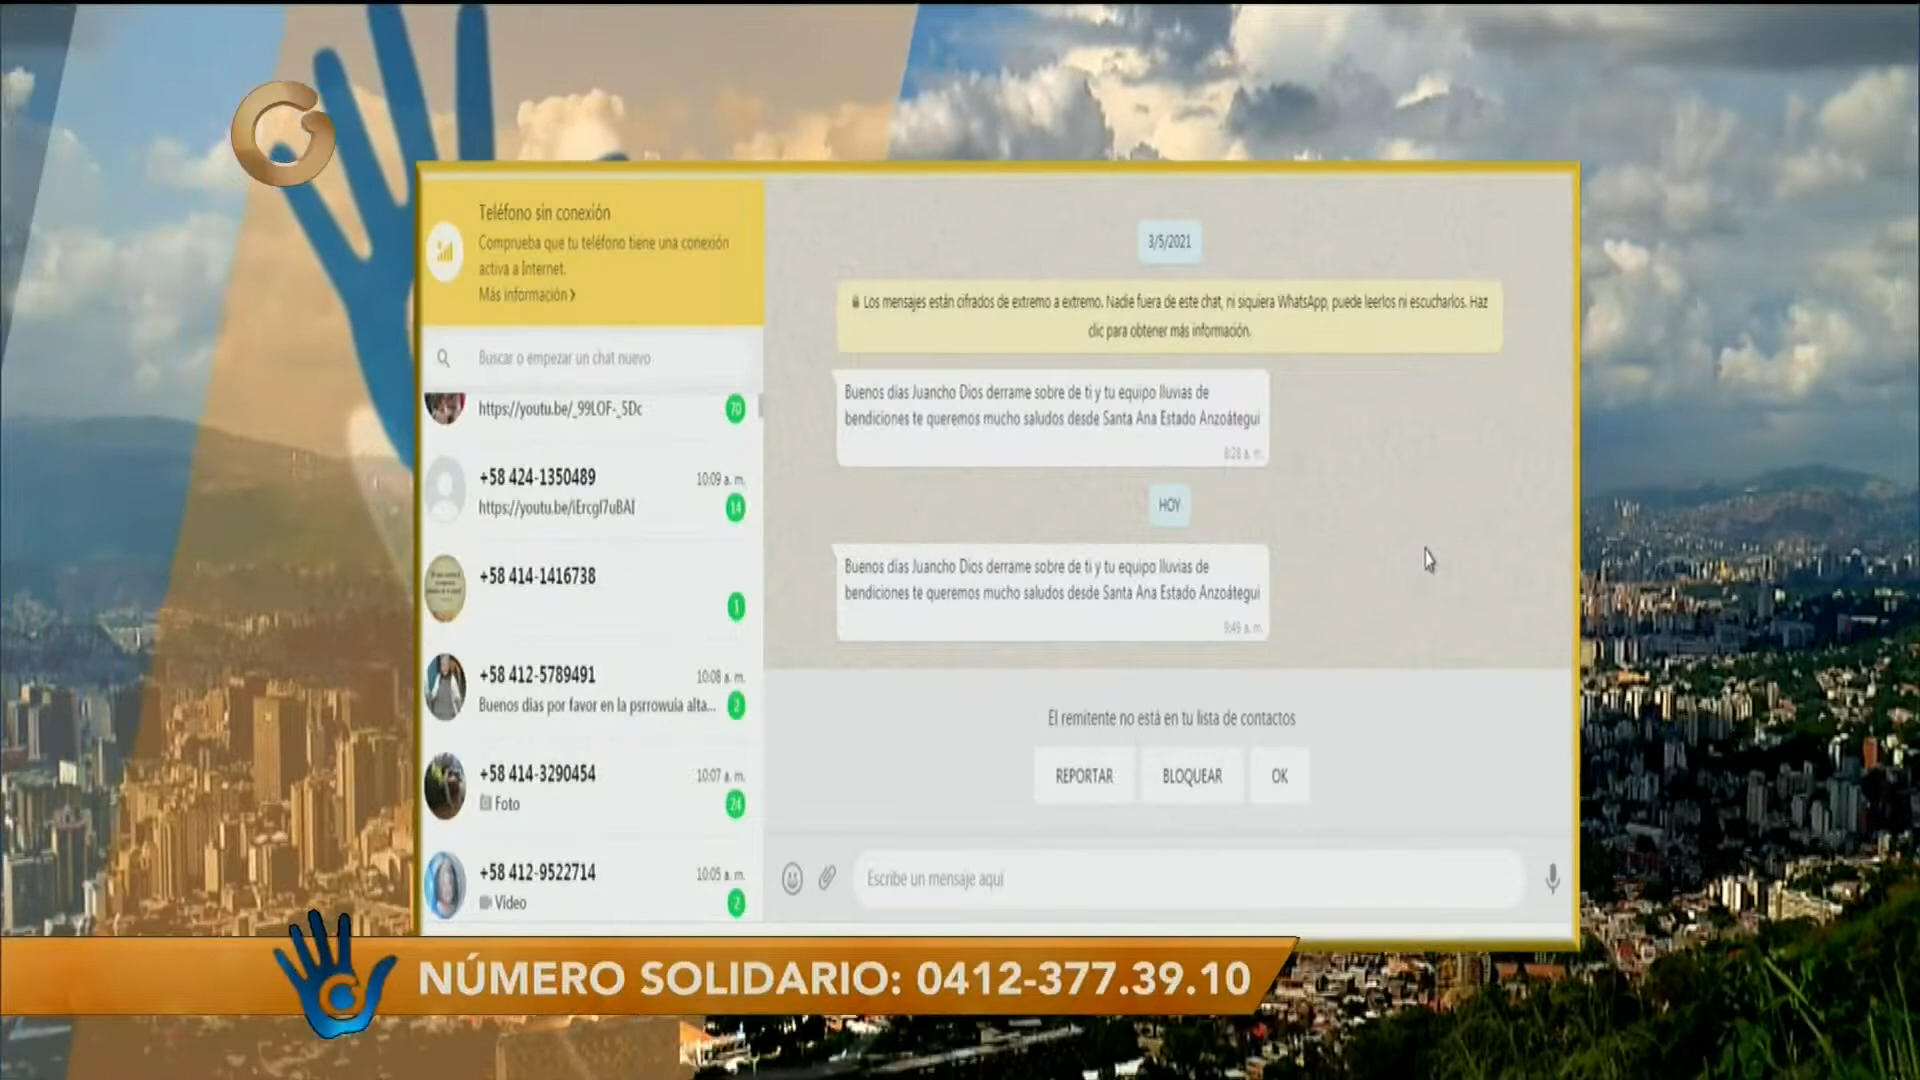 Teléfono sin conexión
Comprueba que tu teléfono tiene una conexión
activa a Internet.
Más información
Buscar o empezar un chat nuevo
https://youtu.be/_99LOF-_5Dc
70
+58 424-1350489
10:09 a. m.
https://youtu.be/iErcgI7uBAI
14
+58 414-1416738
1
+58 412-5789491
10:08 a. m.
Buenos dias por favor en la psrrowuia alta...
2
+58 414-3290454
10:07 a. m.
Foto
24
+58 412-9522714
10:05 a. m.
Video
2
3/5/2021
Los mensajes están cifrados de extremo a extremo. Nadie fuera de este chat, ni siquiera WhatsApp, puede leerlos ni escucharlos. Haz
clic para obtener más información.
Buenos días Juancho Dios derrame sobre de ti y tu equipo lluvias de
bendiciones te queremos mucho saludos desde Santa Ana Estado Anzoátegui
8:28 a. m.
HOY
Buenos días Juancho Dios derrame sobre de ti y tu equipo lluvias de
bendiciones te queremos mucho saludos desde Santa Ana Estado Anzoátegui
9:49 a. m.
El remitente no está en tu lista de contactos
REPORTAR
BLOQUEAR
OK
Escribe un mensaje aquí
NÚMERO SOLIDARIO: 0412-377.39.10